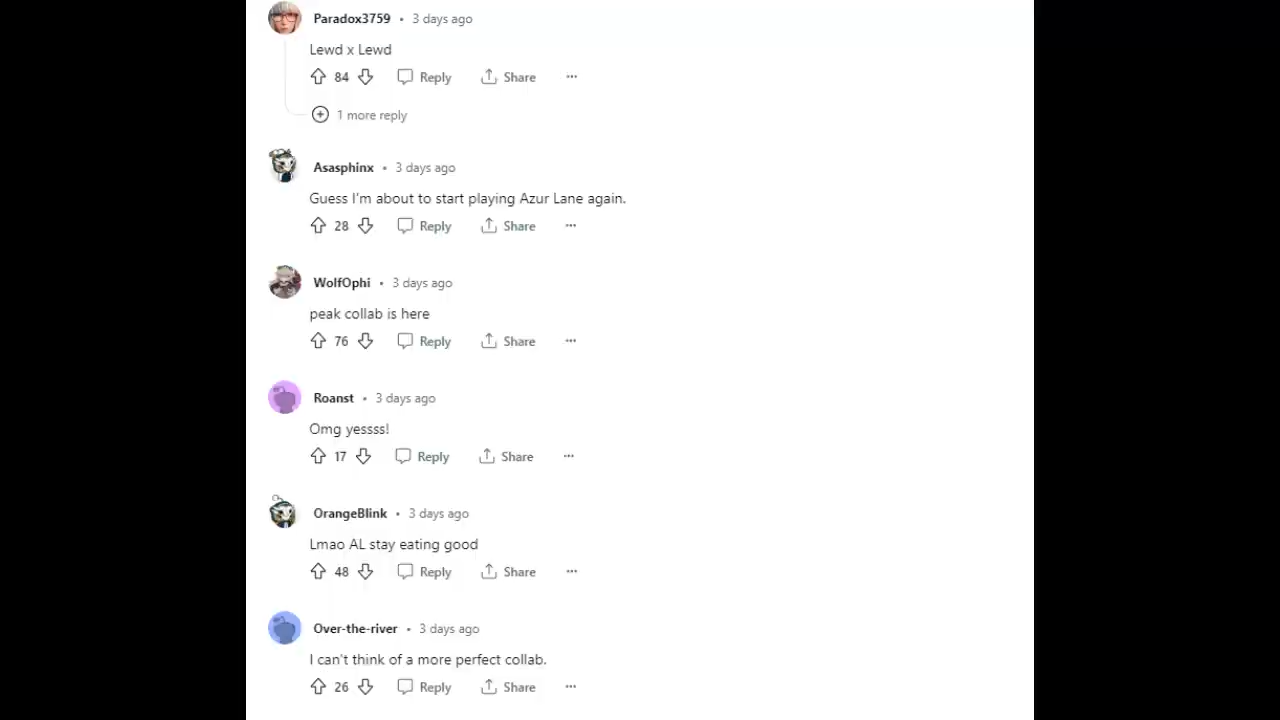 Paradox3759 • 3 days ago
Lewd x Lewd
84 Reply Share ...
1 more reply
Asasphinx • 3 days ago
Guess I'm about to start playing Azur Lane again.
28 Reply Share ...
WolfOphi • 3 days ago
peak collab is here
76 Reply Share ...
Roanst • 3 days ago
Omg yessss!
17 Reply Share ...
OrangeBlink • 3 days ago
Lmao AL stay eating good
48 Reply Share ...
Over-the-river • 3 days ago
I can't think of a more perfect collab.
26 Reply Share ...